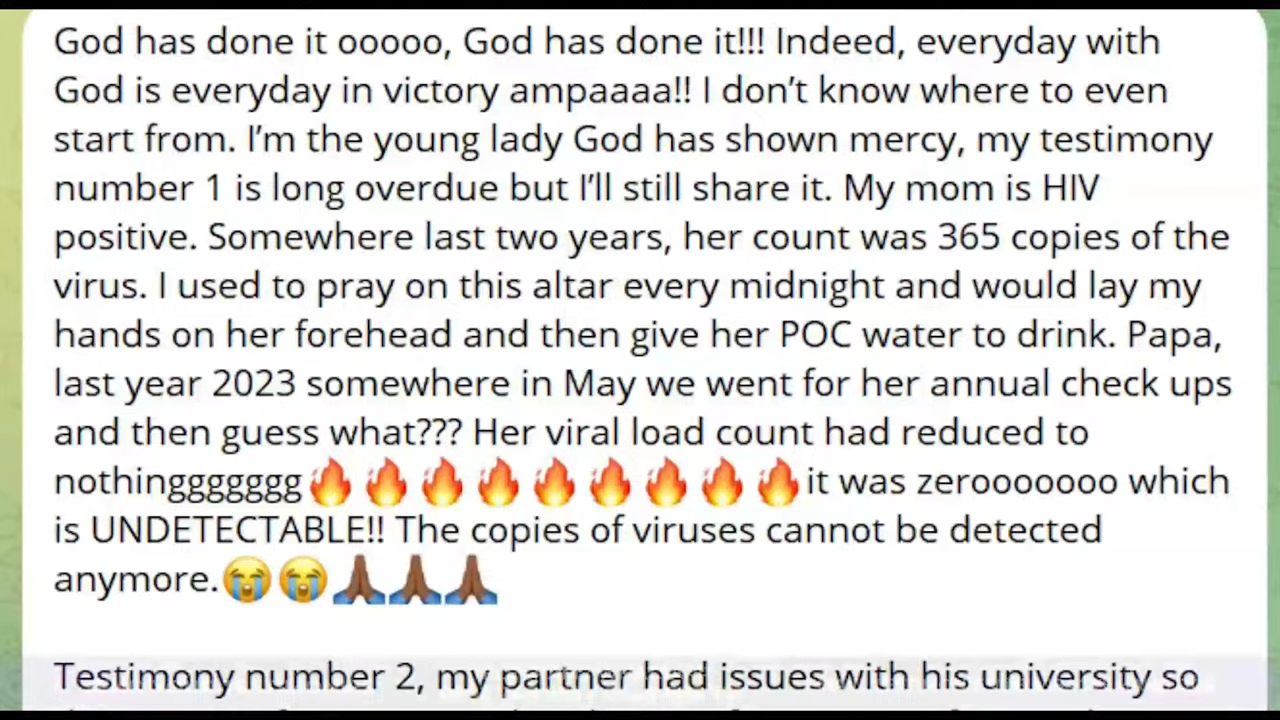 God has done it ooooo, God has done it!!! Indeed, everyday with
God is everyday in victory ampaaaa!! I don’t know where to even
start from. I’m the young lady God has shown mercy, my testimony
number 1 is long overdue but I’ll still share it. My mom is HIV
positive. Somewhere last two years, her count was 365 copies of the
virus. I used to pray on this altar every midnight and would lay my
hands on her forehead and then give her POC water to drink. Papa,
last year 2023 somewhere in May we went for her annual check ups
and then guess what??? Her viral load count had reduced to
nothinggggggg🔥🔥🔥🔥🔥🔥🔥🔥🔥it was zerooooooo which
is UNDETECTABLE!! The copies of viruses cannot be detected
anymore.😭😭🙏🏾🙏🏾🙏🏾
Testimony number 2, my partner had issues with his university so